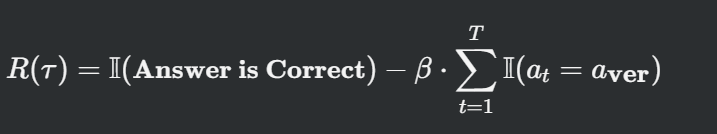 R(τ) = 𝕀(Answer is Correct) − β · ∑_{t=1}^{T} 𝕀(a_t = a_ver)